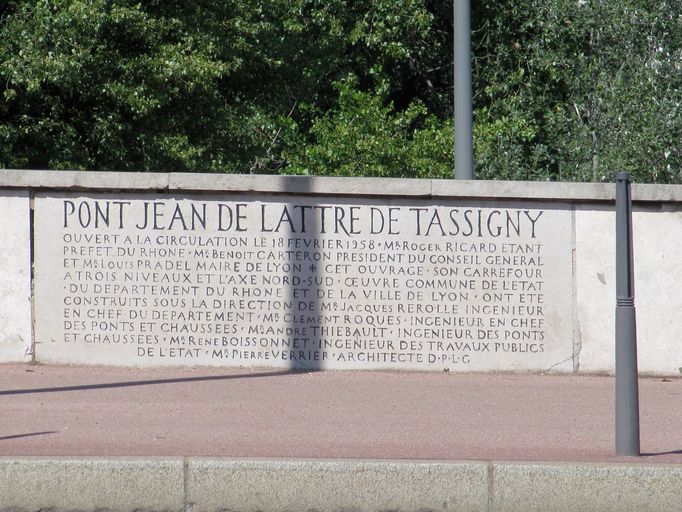 PONT JEAN DE LATTRE DE TASSIGNY
OUVERT A LA CIRCULATION LE 18 FEVRIER 1958 · MR ROGER RICARD ETANT
PREFET DU RHONE · MR BENOIT CARTERON PRESIDENT DU CONSEIL GENERAL
ET MR LOUIS PRADEL MAIRE DE LYON * CET OUVRAGE · SON CARREFOUR
A TROIS NIVEAUX ET L'AXE NORD · SUD · ŒUVRE COMMUNE DE L'ETAT
· DU DEPARTEMENT DU RHONE ET DE LA VILLE DE LYON · ONT ETE
CONSTRUITS SOUS LA DIRECTION DE MR JACQUES REROLLE INGENIEUR
EN CHEF DU DEPARTEMENT · MR CLEMENT ROQUES · INGENIEUR EN CHEF
DES PONTS ET CHAUSSEES · MR ANDRE THIEBAULT · INGENIEUR DES PONTS
ET CHAUSSEES · MR RENE BOISSONNET · INGENIEUR DES TRAVAUX PUBLICS
DE L'ETAT · MR PIERRE VERRIER · ARCHITECTE D·P·L·G